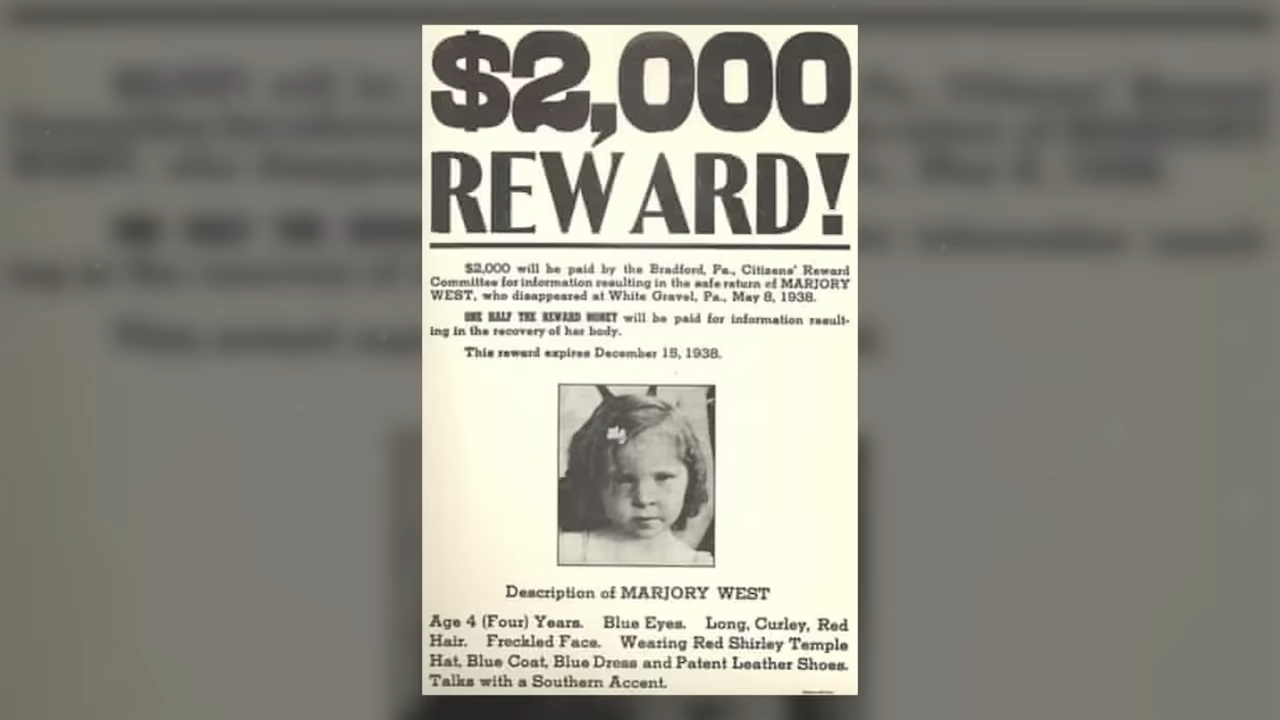 $2,000
REWARD!
$2,000 will be paid by the Bradford, Pa., Citizens' Reward
Committee for information resulting in the safe return of MARJORY
WEST, who disappeared at White Gravel, Pa., May 8, 1938.
ONE HALF THE REWARD MONEY will be paid for information result-
ing in the recovery of her body.
This reward expires December 15, 1938.
Description of MARJORY WEST
Age 4 (Four) Years. Blue Eyes. Long, Curley, Red
Hair. Freckled Face. Wearing Red Shirley Temple
Hat, Blue Coat, Blue Dress and Patent Leather Shoes.
Talks with a Southern Accent.